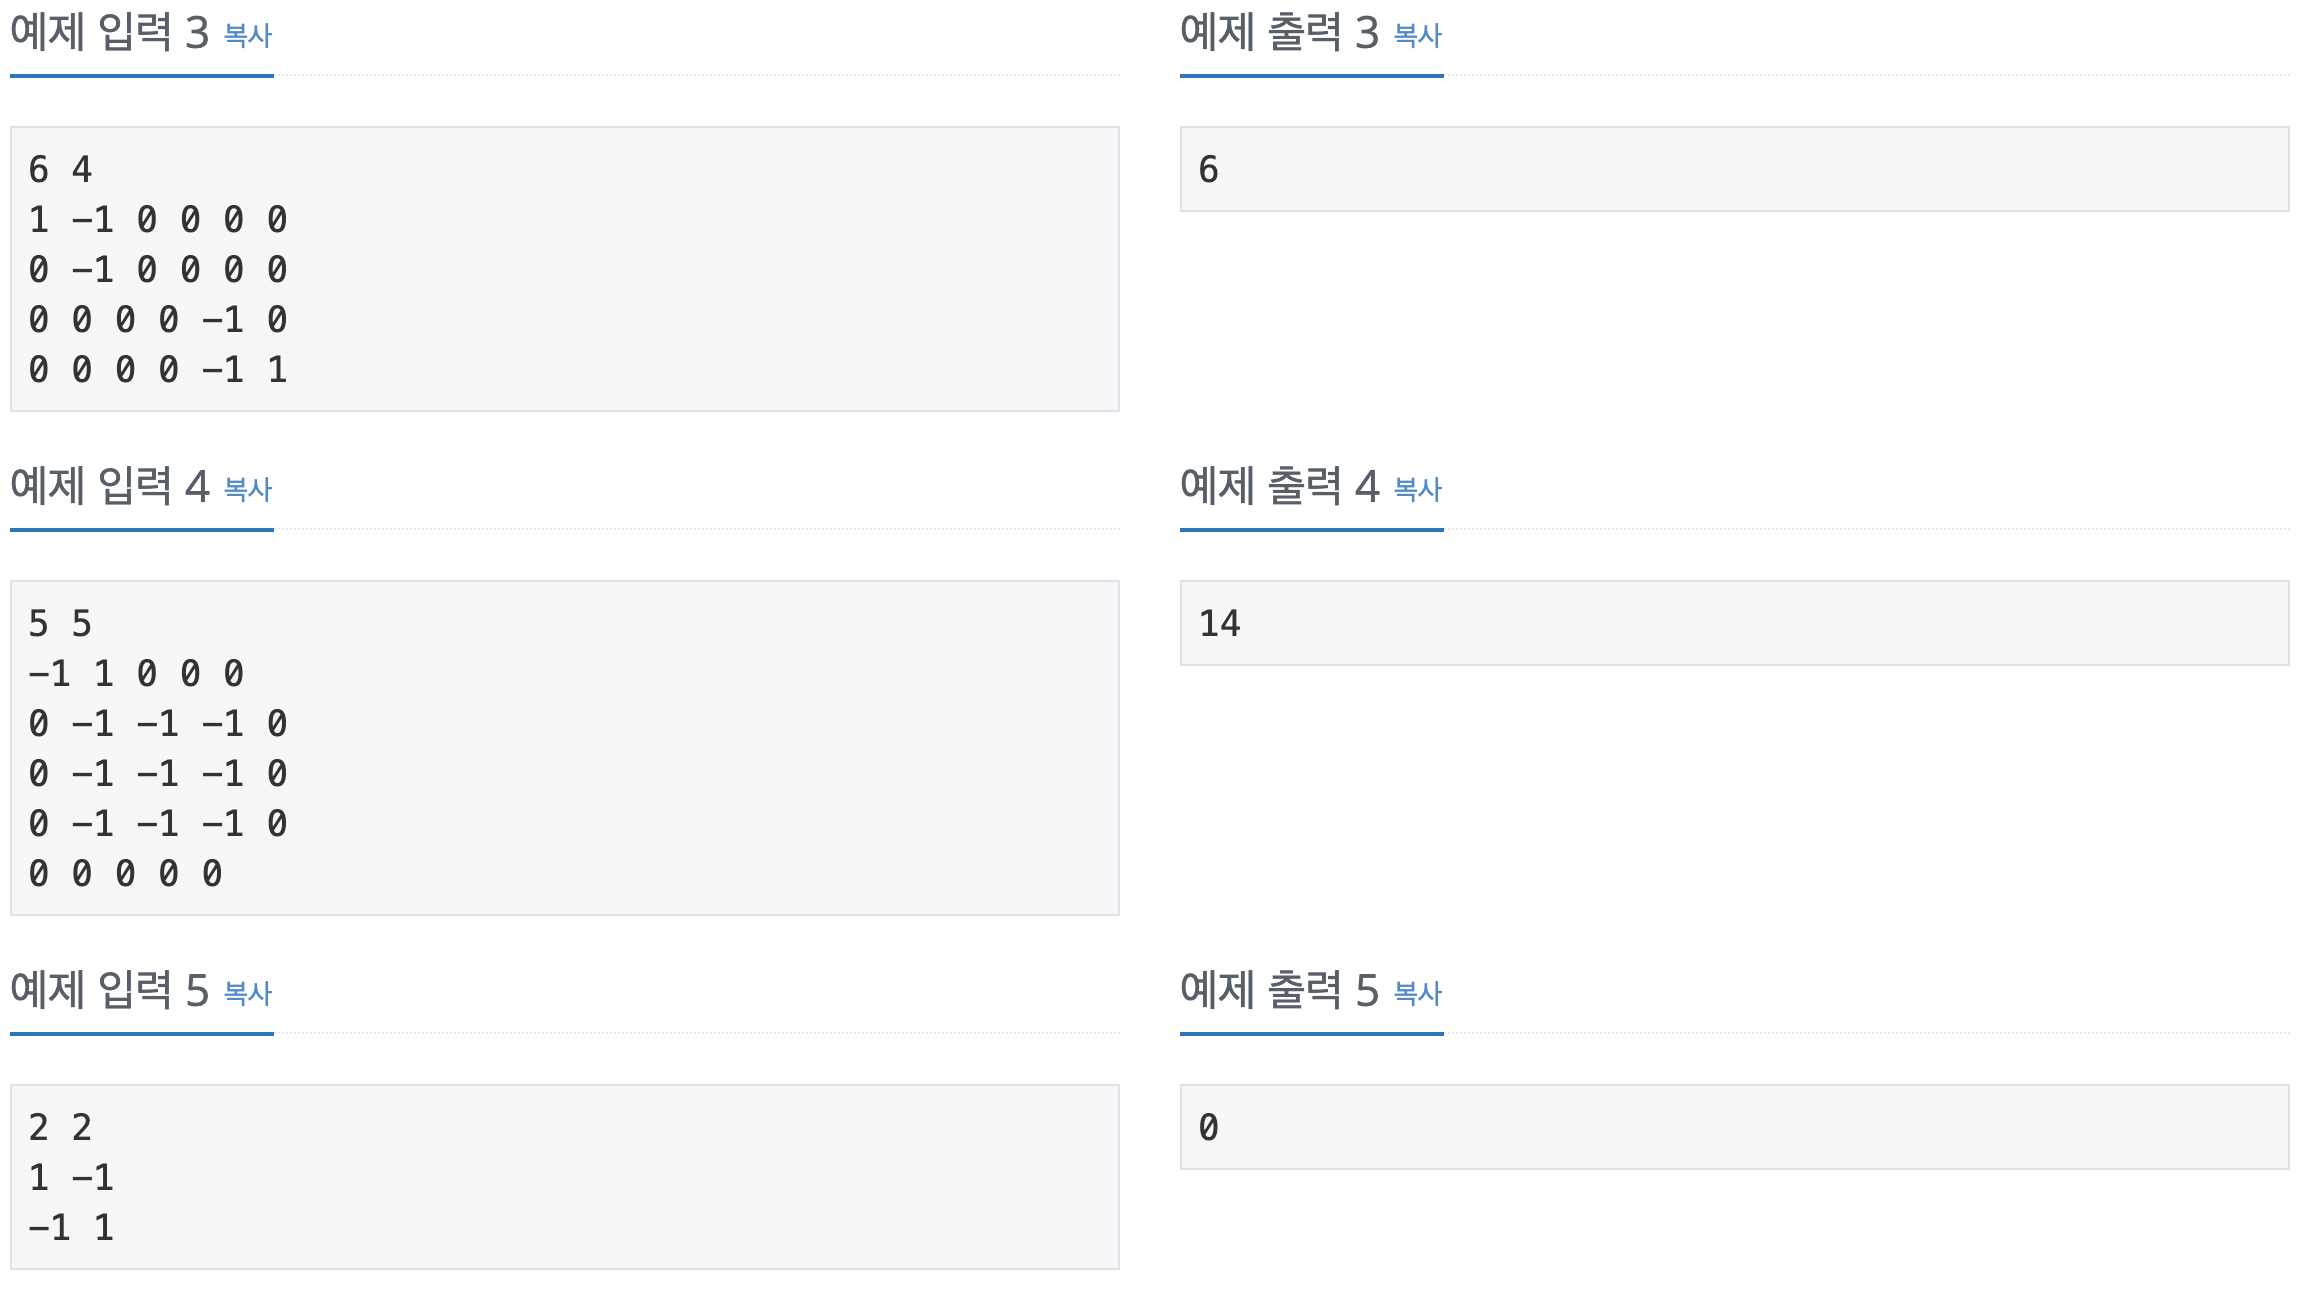 예제 입력 3 복사
6 4
1 -1 0 0 0 0
0 -1 0 0 0 0
0 0 0 0 -1 0
0 0 0 0 -1 1
예제 출력 3 복사
6
예제 입력 4 복사
5 5
-1 1 0 0 0
0 -1 -1 -1 0
0 -1 -1 -1 0
0 -1 -1 -1 0
0 0 0 0 0
예제 출력 4 복사
14
예제 입력 5 복사
2 2
1 -1
-1 1
예제 출력 5 복사
0